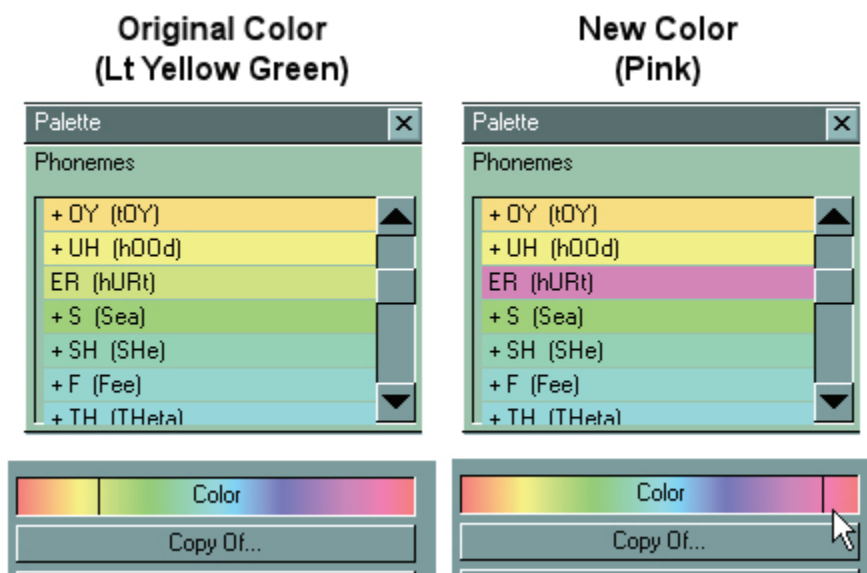 Original Color
(Lt Yellow Green)
Palette
Phonemes
+ OY (tOY)
+ UH (hOOd)
ER (hURt)
+ S (Sea)
+ SH (SHe)
+ F (Fee)
+ TH (THeta)
Color
Copy Of...
New Color
(Pink)
Palette
Phonemes
+ OY (tOY)
+ UH (hOOd)
ER (hURt)
+ S (Sea)
+ SH (SHe)
+ F (Fee)
+ TH (THeta)
Color
Copy Of...